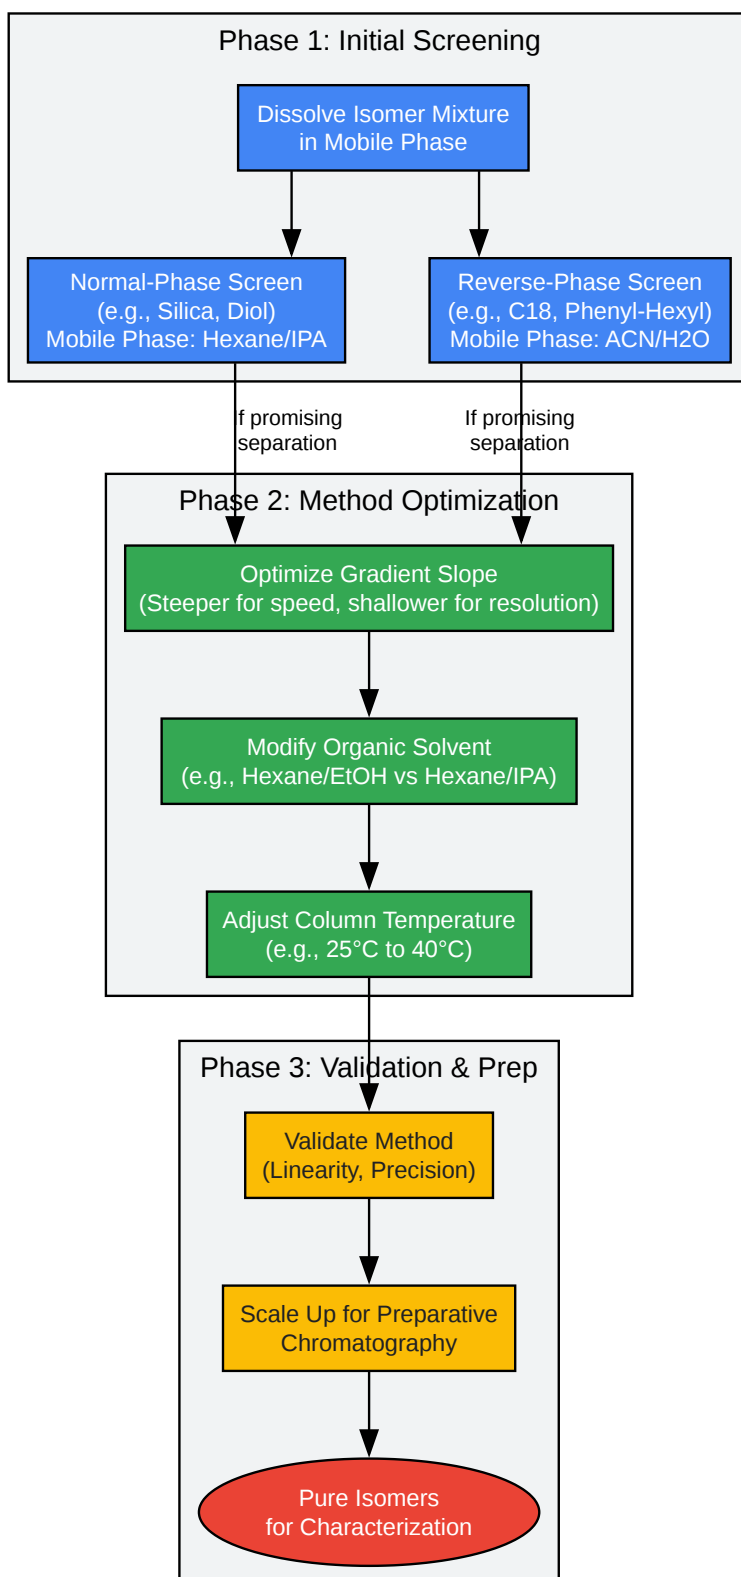 Phase 1: Initial Screening
Dissolve Isomer Mixture
in Mobile Phase
Normal-Phase Screen
(e.g., Silica, Diol)
Mobile Phase: Hexane/IPA
Reverse-Phase Screen
(e.g., C18, Phenyl-Hexyl)
Mobile Phase: ACN/H2O
If promising
separation
If promising
separation
Phase 2: Method Optimization
Optimize Gradient Slope
(Steeper for speed, shallower for resolution)
Modify Organic Solvent
(e.g., Hexane/EtOH vs Hexane/IPA)
Adjust Column Temperature
(e.g., 25°C to 40°C)
Phase 3: Validation & Prep
Validate Method
(Linearity, Precision)
Scale Up for Preparative
Chromatography
Pure Isomers
for Characterization